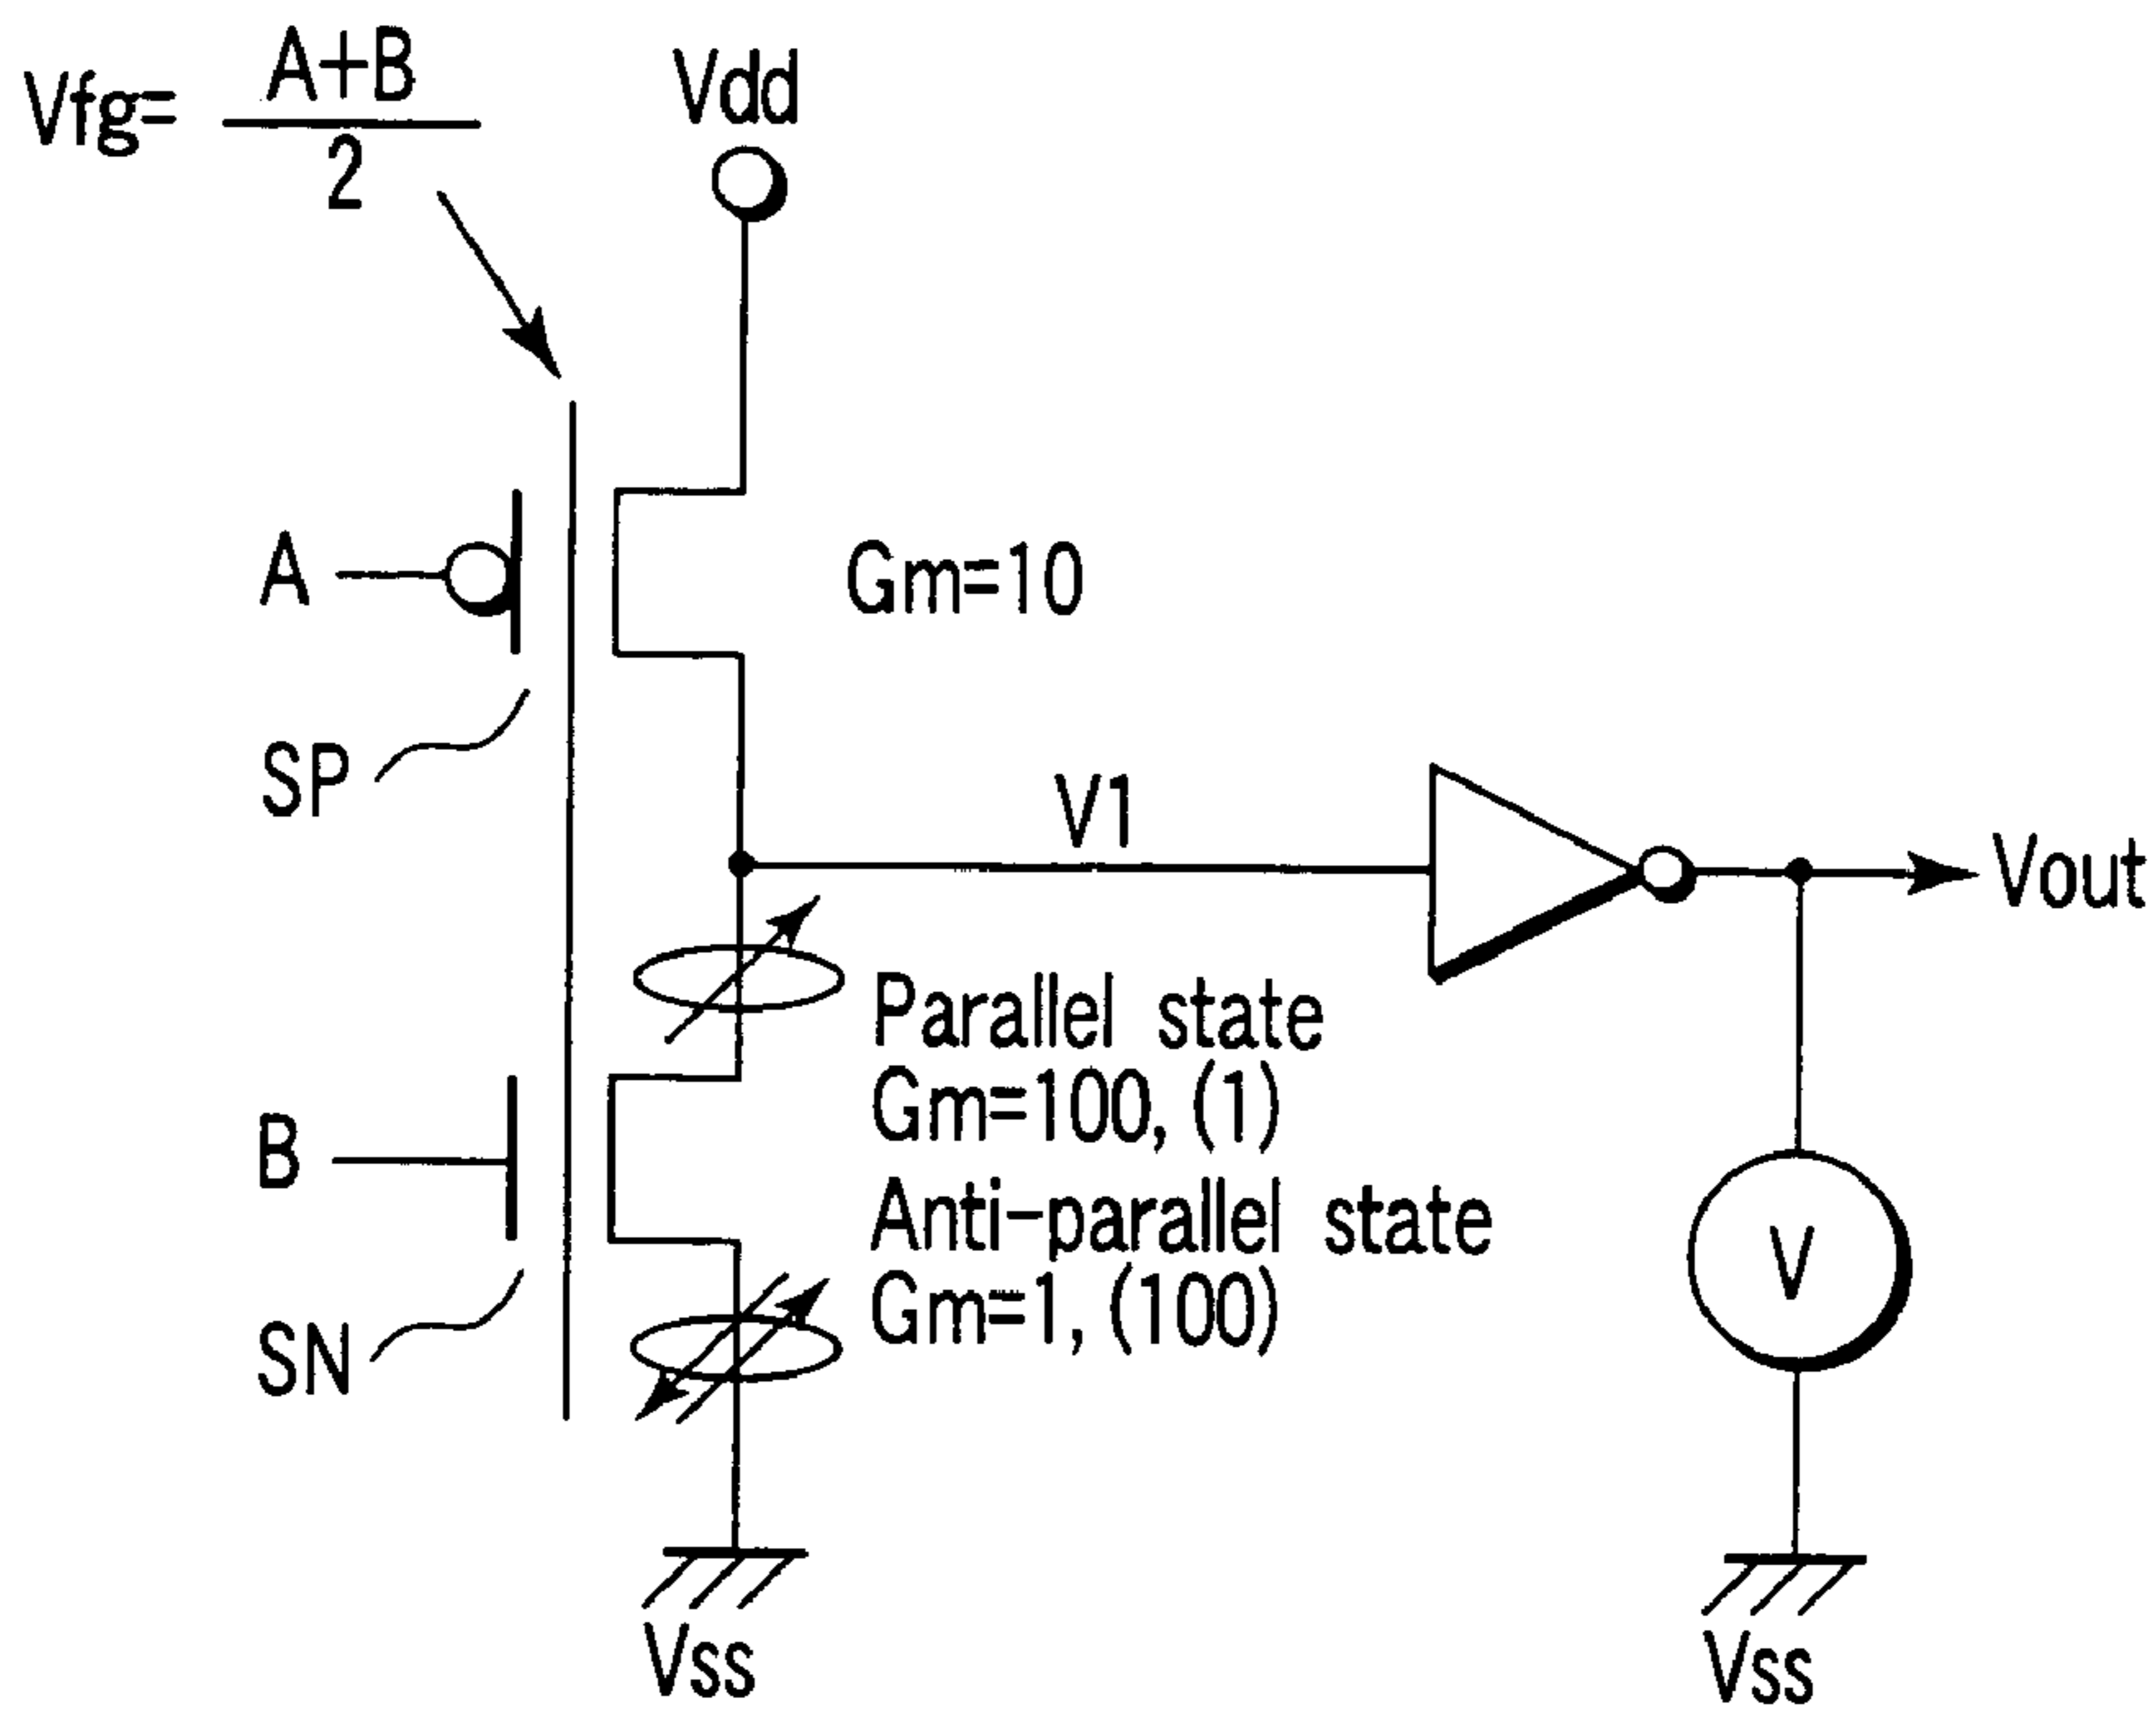 Vfg= A+B
2
Vdd
A
Gm=10
SP
V1
Vout
Parallel state
Gm=100, (1)
B
Anti-parallel state
Gm=1, (100)
V
SN
Vss
Vss